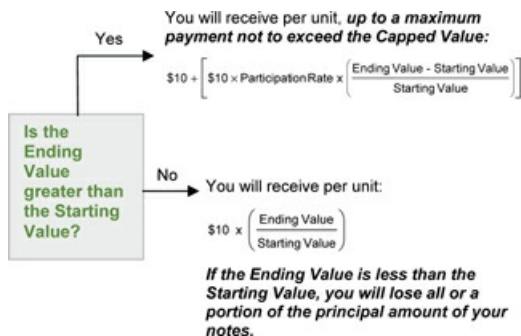 You will receive per unit, up to a maximum
payment not to exceed the Capped Value:
Yes
$10 + [ $10 × Participation Rate x ( Ending Value - Starting Value / Starting Value ) ]
Is the
Ending
Value
greater than
the Starting
Value?
No
You will receive per unit:
$10 x ( Ending Value / Starting Value )
If the Ending Value is less than the
Starting Value, you will lose all or a
portion of the principal amount of your
notes.